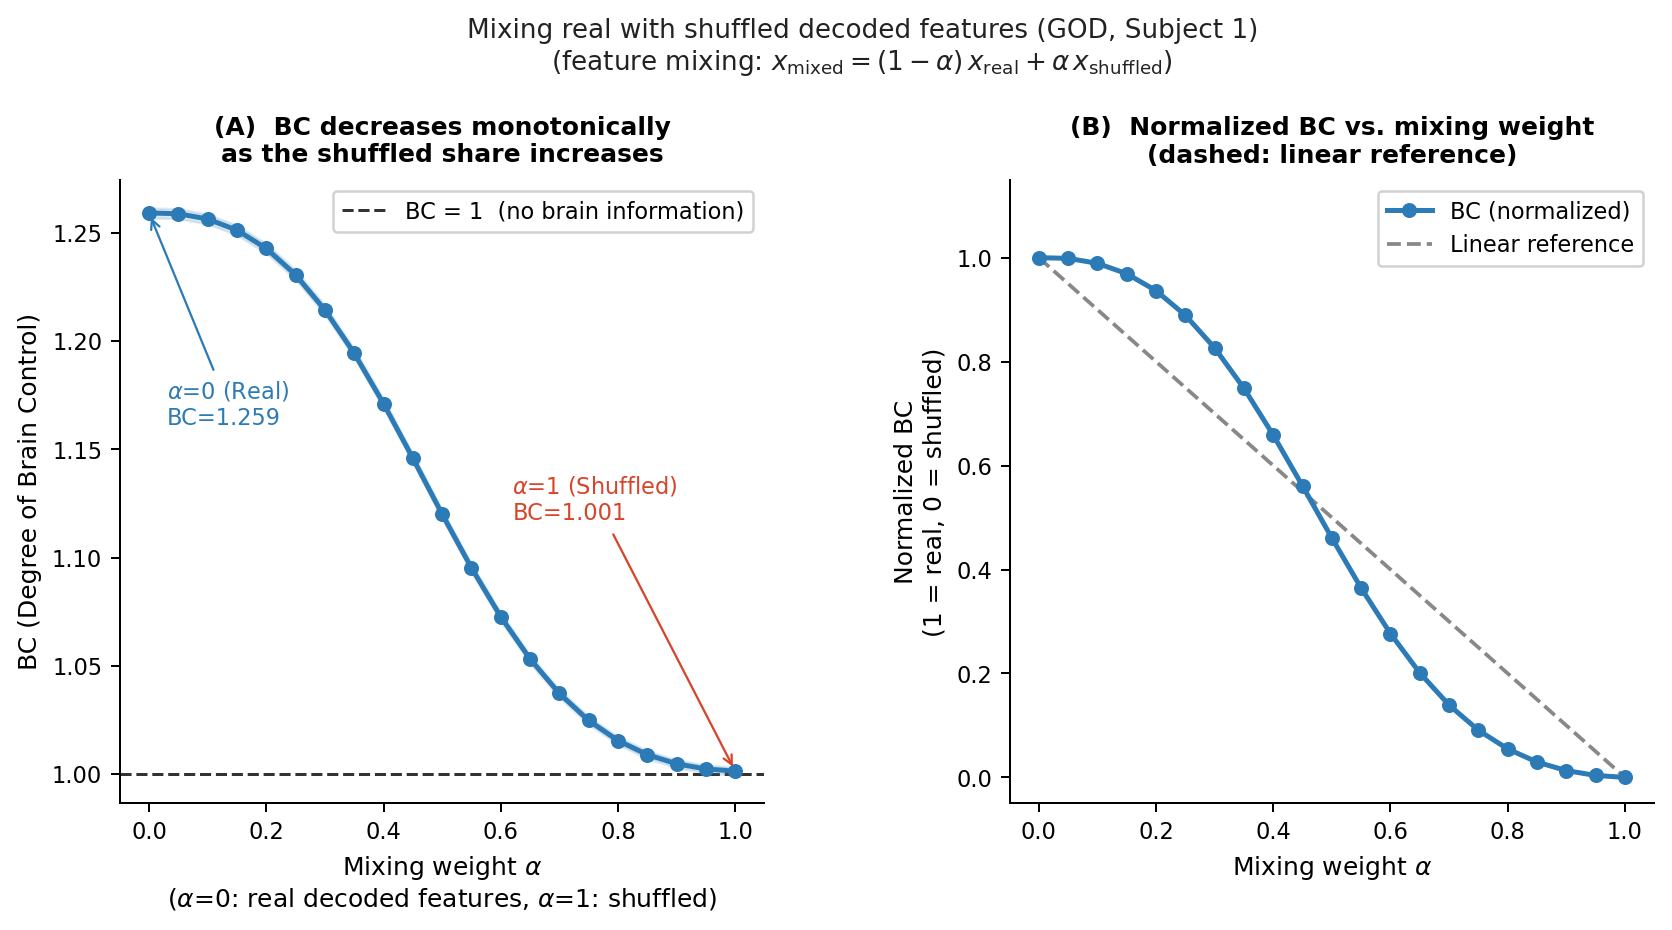 Mixing real with shuffled decoded features (GOD, Subject 1)
(feature mixing: x_mixed = (1 − α) x_real + α x_shuffled)
(A)  BC decreases monotonically
as the shuffled share increases
BC = 1  (no brain information)
BC (Degree of Brain Control)
1.25
1.20
1.15
1.10
1.05
1.00
α=0 (Real)
BC=1.259
α=1 (Shuffled)
BC=1.001
0.0 0.2 0.4 0.6 0.8 1.0
Mixing weight α
(α=0: real decoded features, α=1: shuffled)
(B)  Normalized BC vs. mixing weight
(dashed: linear reference)
BC (normalized)
Linear reference
Normalized BC
(1 = real, 0 = shuffled)
1.0
0.8
0.6
0.4
0.2
0.0
0.0 0.2 0.4 0.6 0.8 1.0
Mixing weight α